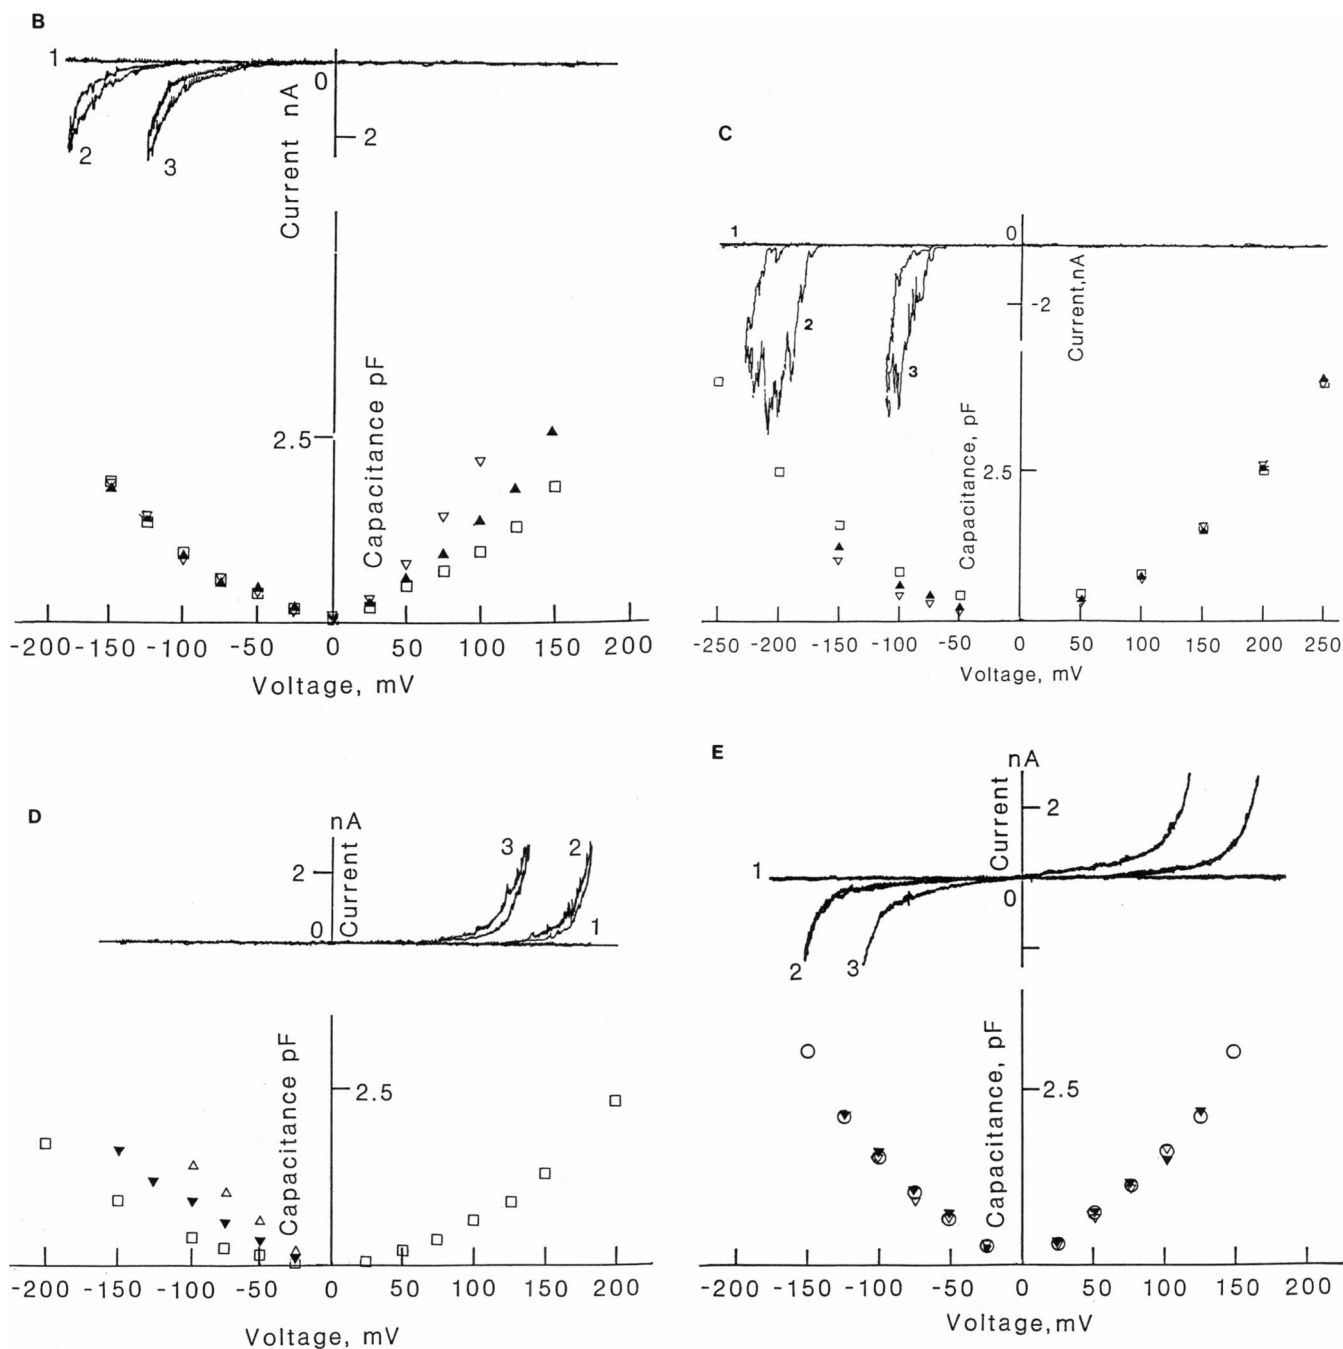 B
1
0
Current nA
2
2
3
Capacitance pF
2.5
-200 -150 -100 -50 0 50 100 150 200
Voltage, mV
C
1
0
-2
Current,nA
2
3
Capacitance, pF
2.5
-250 -200 -150 -100 -50 0 50 100 150 200 250
Voltage, mV
D
nA
2
Current
0
3
2
1
Capacitance pF
2.5
-200 -150 -100 -50 0 50 100 150 200
Voltage, mV
E
nA
Current
2
1
0
2
3
Capacitance, pF
2.5
-200 -150 -100 -50 0 50 100 150 200
Voltage,mV